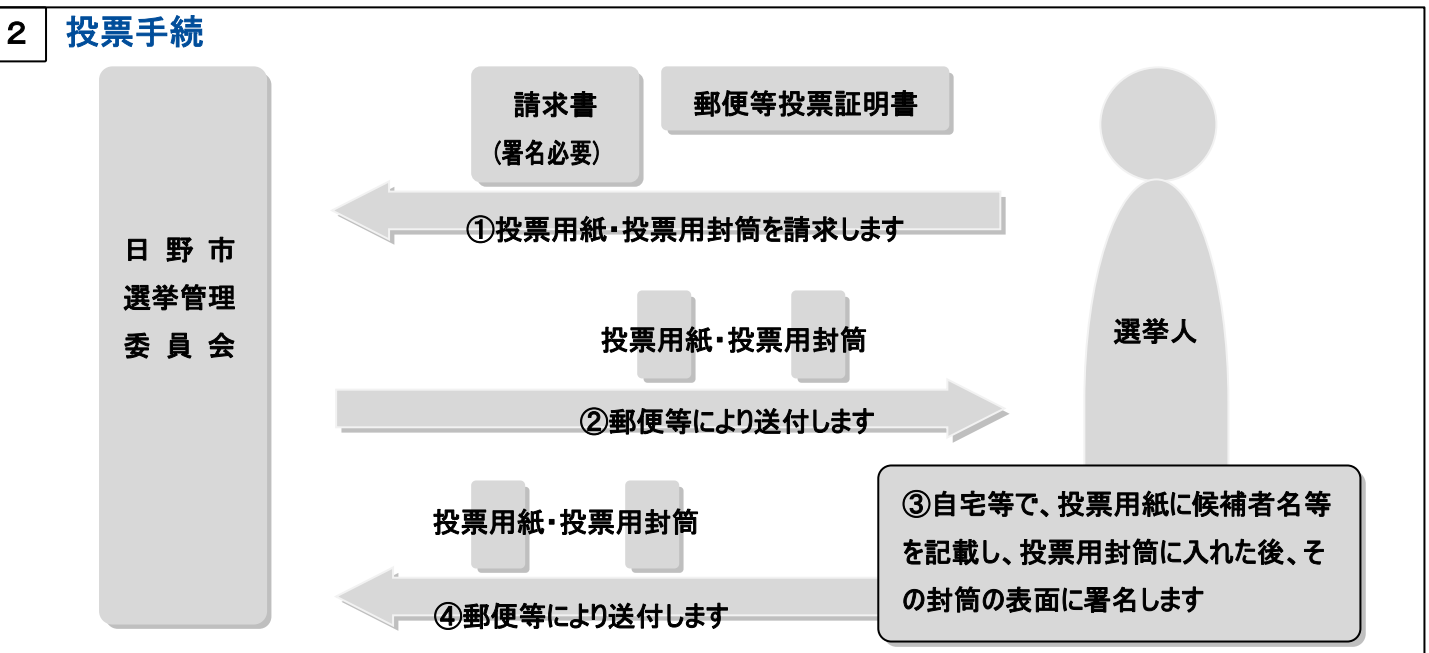 2 投票手続
請求書
(署名必要)
郵便等投票証明書
①投票用紙・投票用封筒を請求します
日野市
選挙管理
委員会
選挙人
投票用紙・投票用封筒
②郵便等により送付します
③自宅等で、投票用紙に候補者名等
を記載し、投票用封筒に入れた後、そ
の封筒の表面に署名します
投票用紙・投票用封筒
④郵便等により送付します